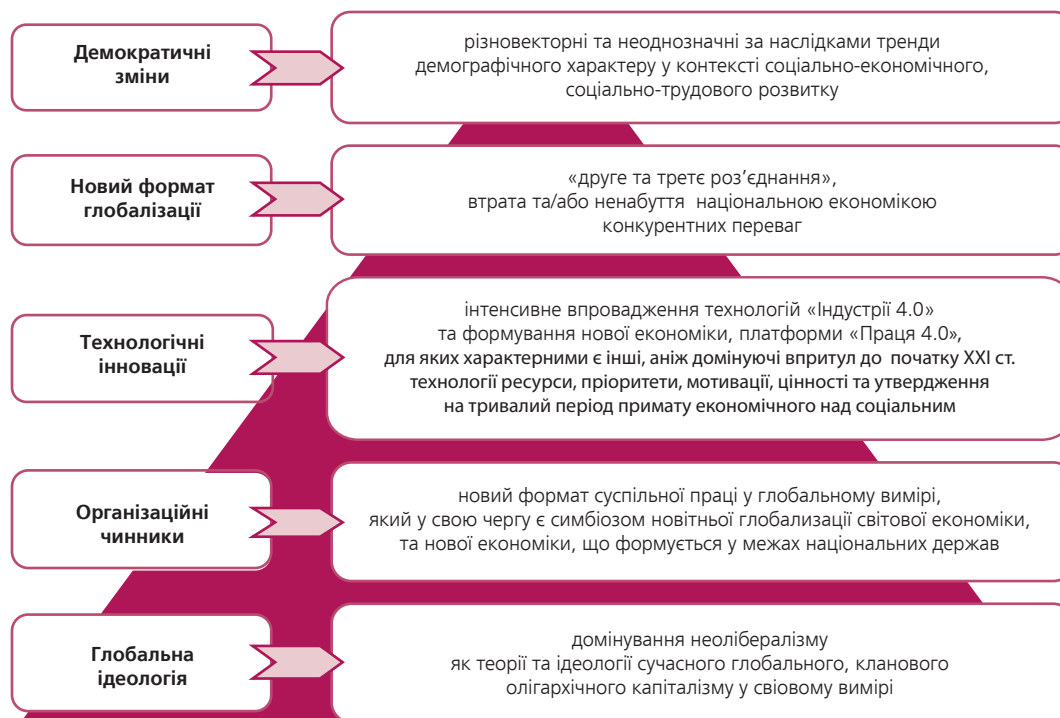 Демократичні
зміни
різновекторні та неоднозначні за наслідками тренди
демографічного характеру у контексті соціально-економічного,
соціально-трудового розвитку
Новий формат
глобалізації
«друге та третє роз’єднання»,
втрата та/або ненабуття національною економікою
конкурентних переваг
Технологічні
інновації
інтенсивне впровадження технологій «Індустрії 4.0»
та формування нової економіки, платформи «Праця 4.0»,
для яких характерними є інші, аніж домінуючі впритул до початку ХХІ ст.
технології ресурси, пріоритети, мотивації, цінності та утвердження
на тривалий період примату економічного над соціальним
Організаційні
чинники
новий формат суспільної праці у глобальному вимірі,
який у свою чергу є симбіозом новітньої глобализації світової економіки,
та нової економіки, що формується у межах національних держав
Глобальна
ідеологія
домінування неолібералізму
як теорії та ідеології сучасного глобального, кланового
олігархічного капіталізму у свіовому вимірі